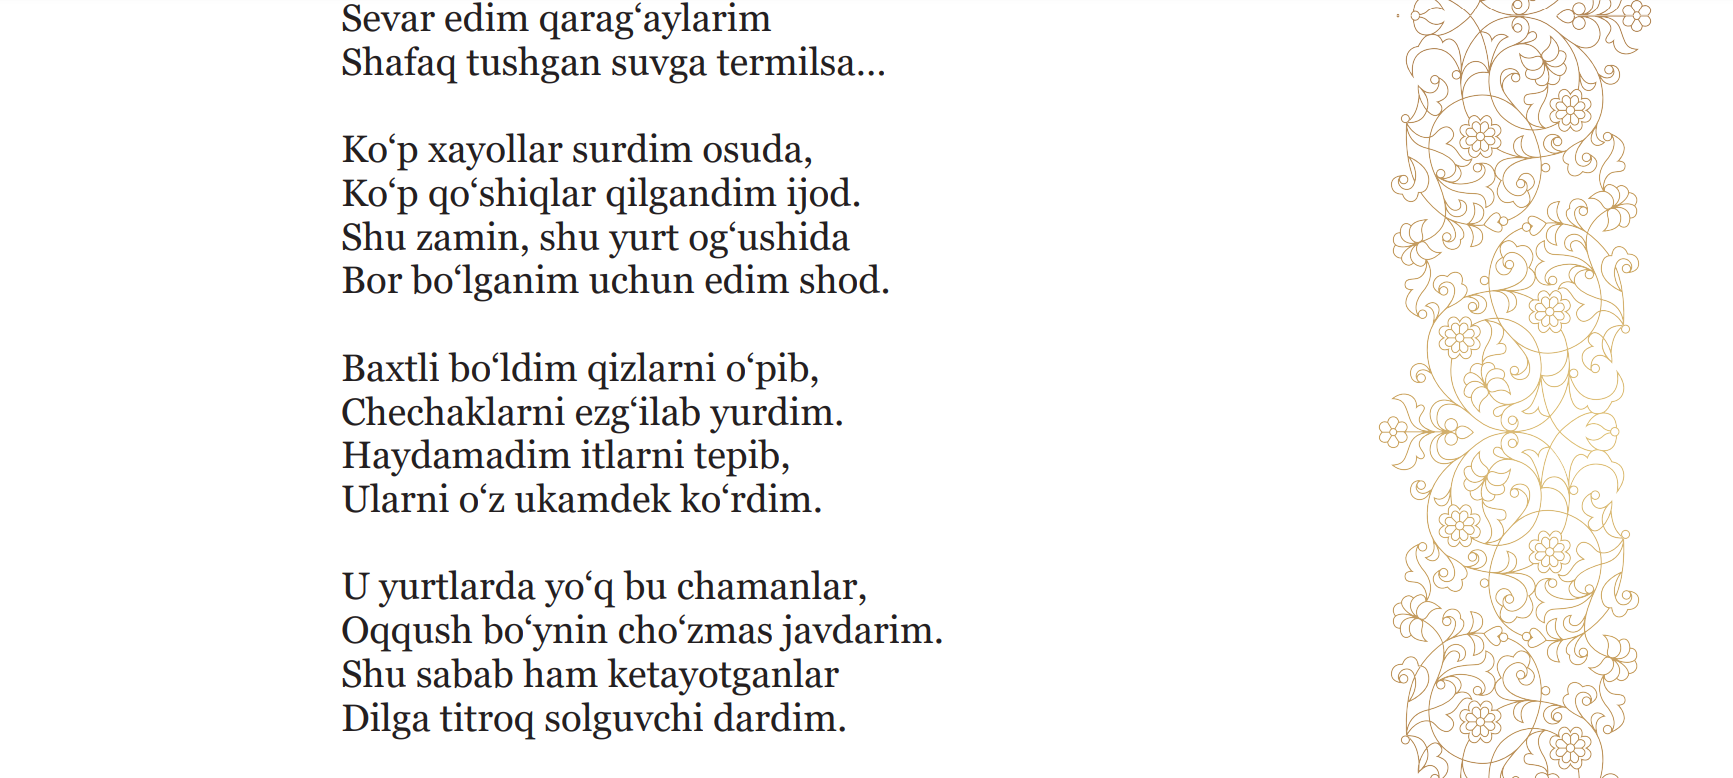 Sevar edim qarag‘aylarim
Shafaq tushgan suvga termilsa...
Ko‘p xayollar surdim osuda,
Ko‘p qo‘shiqlar qilgandim ijod.
Shu zamin, shu yurt og‘ushida
Bor bo‘lganim uchun edim shod.
Baxtli bo‘ldim qizlarni o‘pib,
Chechaklarni ezg‘ilab yurdim.
Haydamadim itlarni tepib,
Ularni o‘z ukamdek ko‘rdim.
U yurtlarda yo‘q bu chamanlar,
Oqqush bo‘ynin cho‘zmas javdarim.
Shu sabab ham ketayotganlar
Dilga titroq solguvchi dardim.